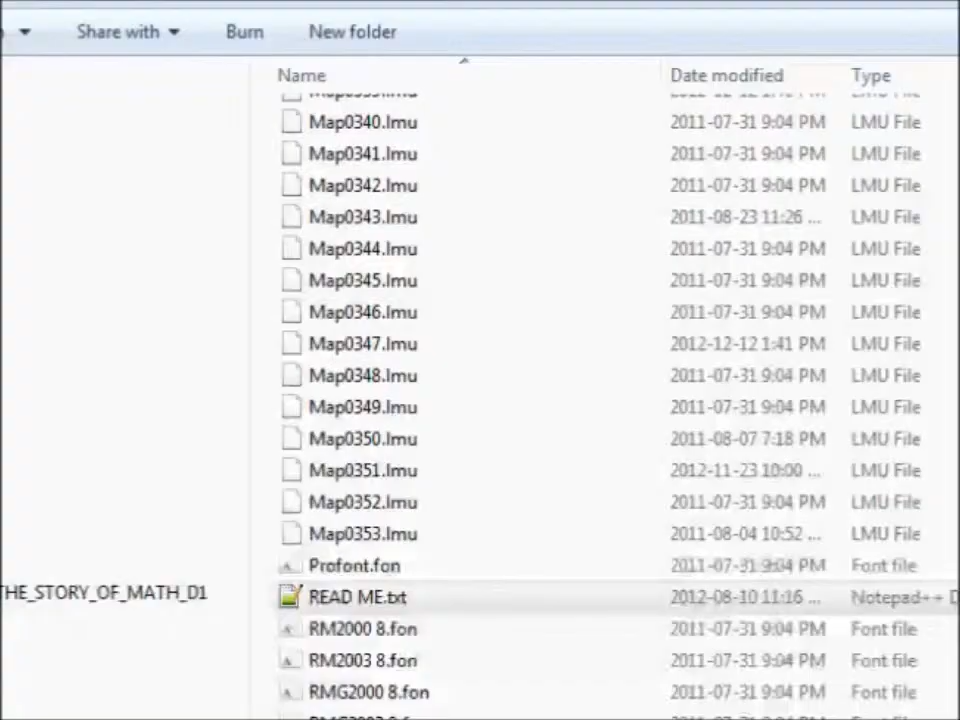 Share with Burn New folder
Name Date modified Type
Map0340.lmu 2011-07-31 9:04 PM LMU File
Map0341.lmu 2011-07-31 9:04 PM LMU File
Map0342.lmu 2011-07-31 9:04 PM LMU File
Map0343.lmu 2011-08-23 11:26 ... LMU File
Map0344.lmu 2011-07-31 9:04 PM LMU File
Map0345.lmu 2011-07-31 9:04 PM LMU File
Map0346.lmu 2011-07-31 9:04 PM LMU File
Map0347.lmu 2012-12-12 1:41 PM LMU File
Map0348.lmu 2011-07-31 9:04 PM LMU File
Map0349.lmu 2011-07-31 9:04 PM LMU File
Map0350.lmu 2011-08-07 7:18 PM LMU File
Map0351.lmu 2012-11-23 10:00 ... LMU File
Map0352.lmu 2011-07-31 9:04 PM LMU File
Map0353.lmu 2011-08-04 10:52 ... LMU File
Profont.fon 2011-07-31 9:04 PM Font file
THE_STORY_OF_MATH_D1
READ ME.txt 2012-08-10 11:16 ... Notepad++ D
RM2000 8.fon 2011-07-31 9:04 PM Font file
RM2003 8.fon 2011-07-31 9:04 PM Font file
RMG2000 8.fon 2011-07-31 9:04 PM Font file